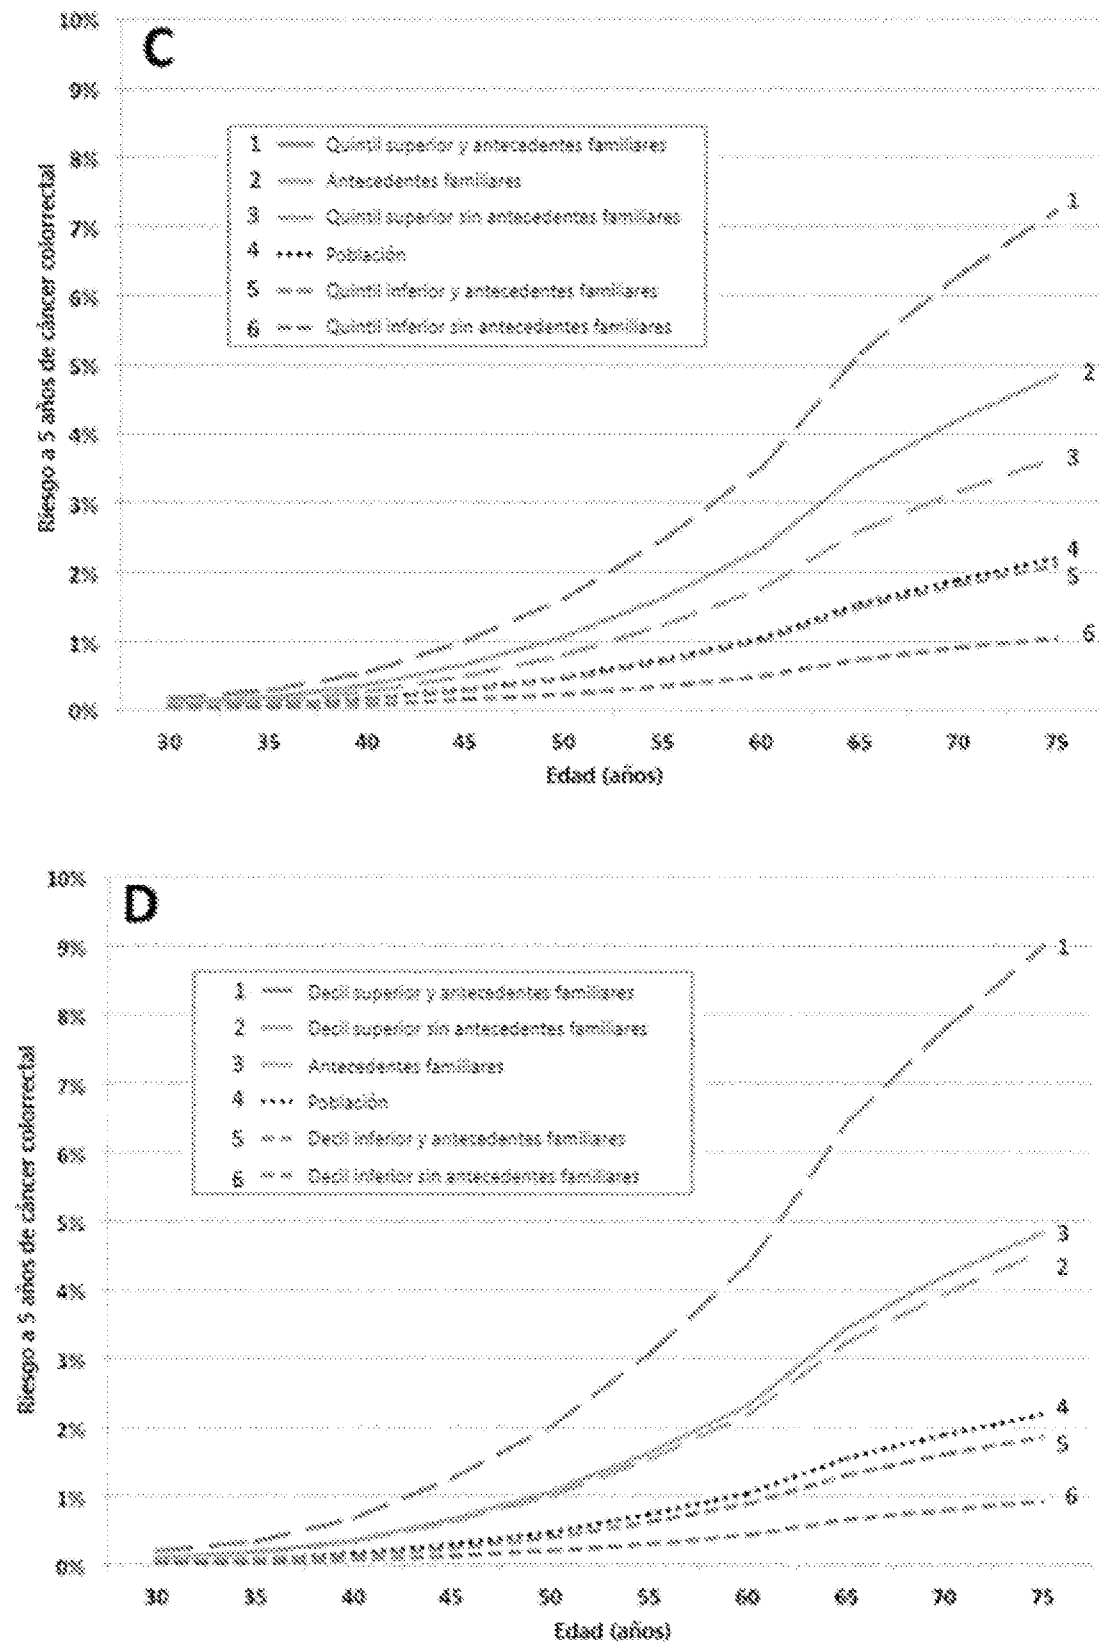 C
10%
9%
8%
7%
6%
5%
4%
3%
2%
1%
0%
Riesgo a 5 años de cáncer colorrectal
1 Quintil superior y antecedentes familiares
2 Antecedentes familiares
3 Quintil superior sin antecedentes familiares
4 Población
5 Quintil inferior y antecedentes familiares
6 Quintil inferior sin antecedentes familiares
1
2
3
4
5
6
30 35 40 45 50 55 60 65 70 75
Edad (años)
D
10%
9%
8%
7%
6%
5%
4%
3%
2%
1%
0%
Riesgo a 5 años de cáncer colorrectal
1 Decil superior y antecedentes familiares
2 Decil superior sin antecedentes familiares
3 Antecedentes familiares
4 Población
5 Decil inferior y antecedentes familiares
6 Decil inferior sin antecedentes familiares
1
3
2
4
5
6
30 35 40 45 50 55 60 65 70 75
Edad (años)